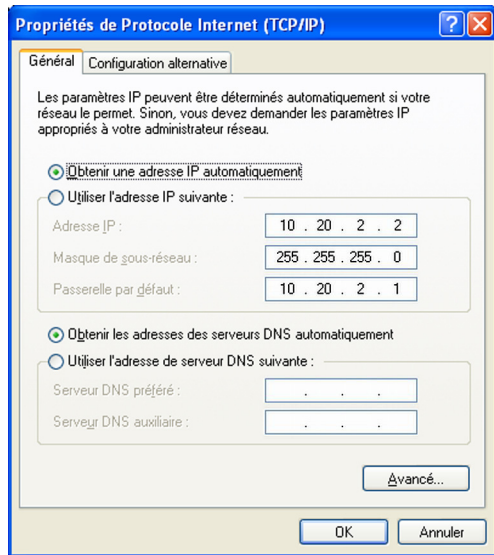 Propriétés de Protocole Internet (TCP/IP)
Général Configuration alternative
Les paramètres IP peuvent être déterminés automatiquement si votre
réseau le permet. Sinon, vous devez demander les paramètres IP
appropriés à votre administrateur réseau.
Obtenir une adresse IP automatiquement
Utiliser l'adresse IP suivante :
Adresse IP : 10 . 20 . 2 . 2
Masque de sous-réseau : 255 . 255 . 255 . 0
Passerelle par défaut : 10 . 20 . 2 . 1
Obtenir les adresses des serveurs DNS automatiquement
Utiliser l'adresse de serveur DNS suivante :
Serveur DNS préféré : . . .
Serveur DNS auxiliaire : . . .
Avancé...
OK Annuler